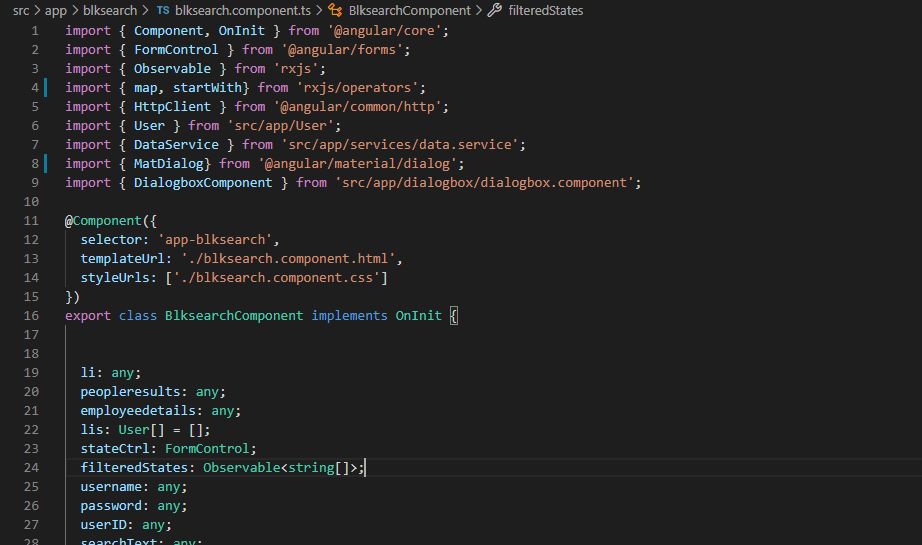 src > app > blksearch > TS blksearch.component.ts > BlksearchComponent > filteredStates
1 import { Component, OnInit } from '@angular/core';
2 import { FormControl } from '@angular/forms';
3 import { Observable } from 'rxjs';
4 import { map, startWith} from 'rxjs/operators';
5 import { HttpClient } from '@angular/common/http';
6 import { User } from 'src/app/User';
7 import { DataService } from 'src/app/services/data.service';
8 import { MatDialog} from '@angular/material/dialog';
9 import { DialogboxComponent } from 'src/app/dialogbox/dialogbox.component';
10
11 @Component({
12 selector: 'app-blksearch',
13 templateUrl: './blksearch.component.html',
14 styleUrls: ['./blksearch.component.css']
15 })
16 export class BlksearchComponent implements OnInit {
17
18
19 li: any;
20 peopleresults: any;
21 employeedetails: any;
22 lis: User[] = [];
23 stateCtrl: FormControl;
24 filteredStates: Observable<string[]>;
25 username: any;
26 password: any;
27 userID: any;
28 searchText: any;